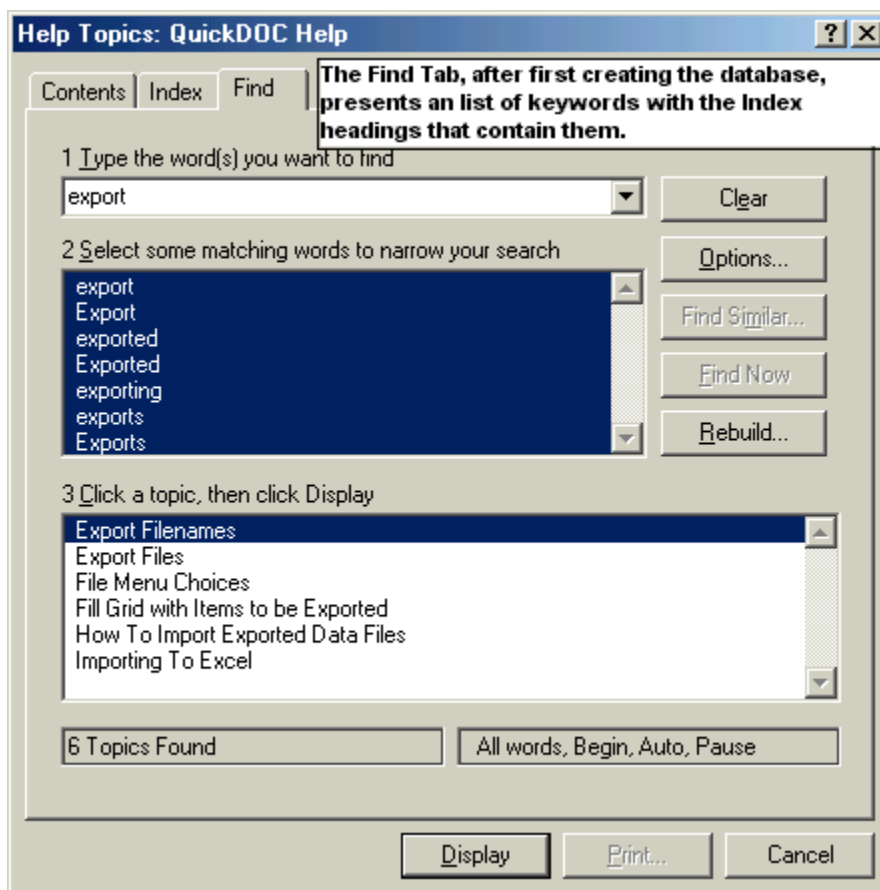 Help Topics: QuickDOC Help
The Find Tab, after first creating the database,
presents an list of keywords with the Index
headings that contain them.
Contents Index Find
1 Type the word(s) you want to find
export
Clear
2 Select some matching words to narrow your search
Options...
export
Export
Find Similar...
exported
Exported
Find Now
exporting
exports
Rebuild...
Exports
3 Click a topic, then click Display
Export Filenames
Export Files
File Menu Choices
Fill Grid with Items to be Exported
How To Import Exported Data Files
Importing To Excel
6 Topics Found
All words, Begin, Auto, Pause
Display Print... Cancel